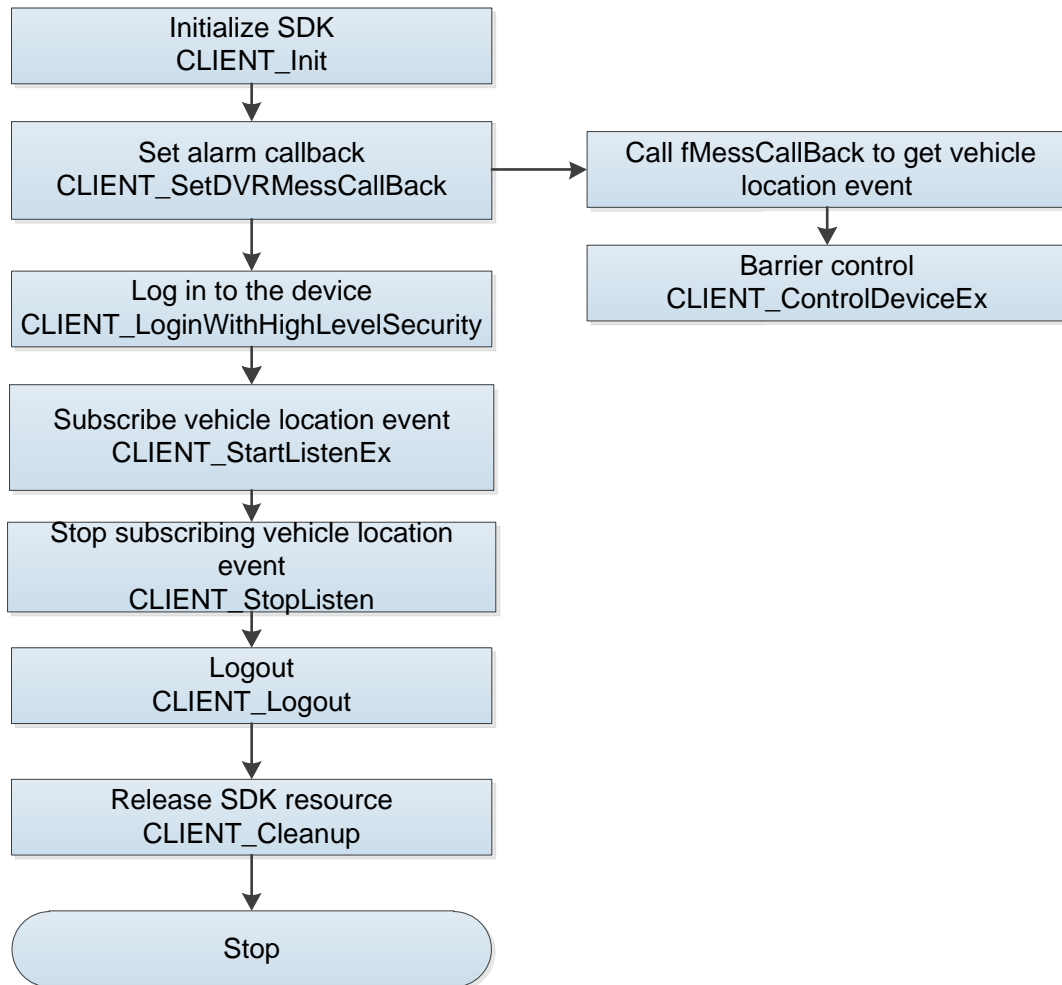 Initialize SDK
CLIENT_Init
Set alarm callback
CLIENT_SetDVRMessCallBack
Call fMessCallBack to get vehicle
location event
Barrier control
CLIENT_ControlDeviceEx
Log in to the device
CLIENT_LoginWithHighLevelSecurity
Subscribe vehicle location event
CLIENT_StartListenEx
Stop subscribing vehicle location
event
CLIENT_StopListen
Logout
CLIENT_Logout
Release SDK resource
CLIENT_Cleanup
Stop